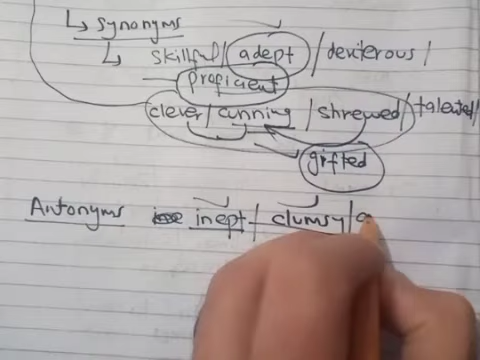 ↳ synonyms
↳ skillful / adept / dexterous /
proficient
clever / cunning / shrewed / talented /
gifted
Antonyms inept / clumsy /